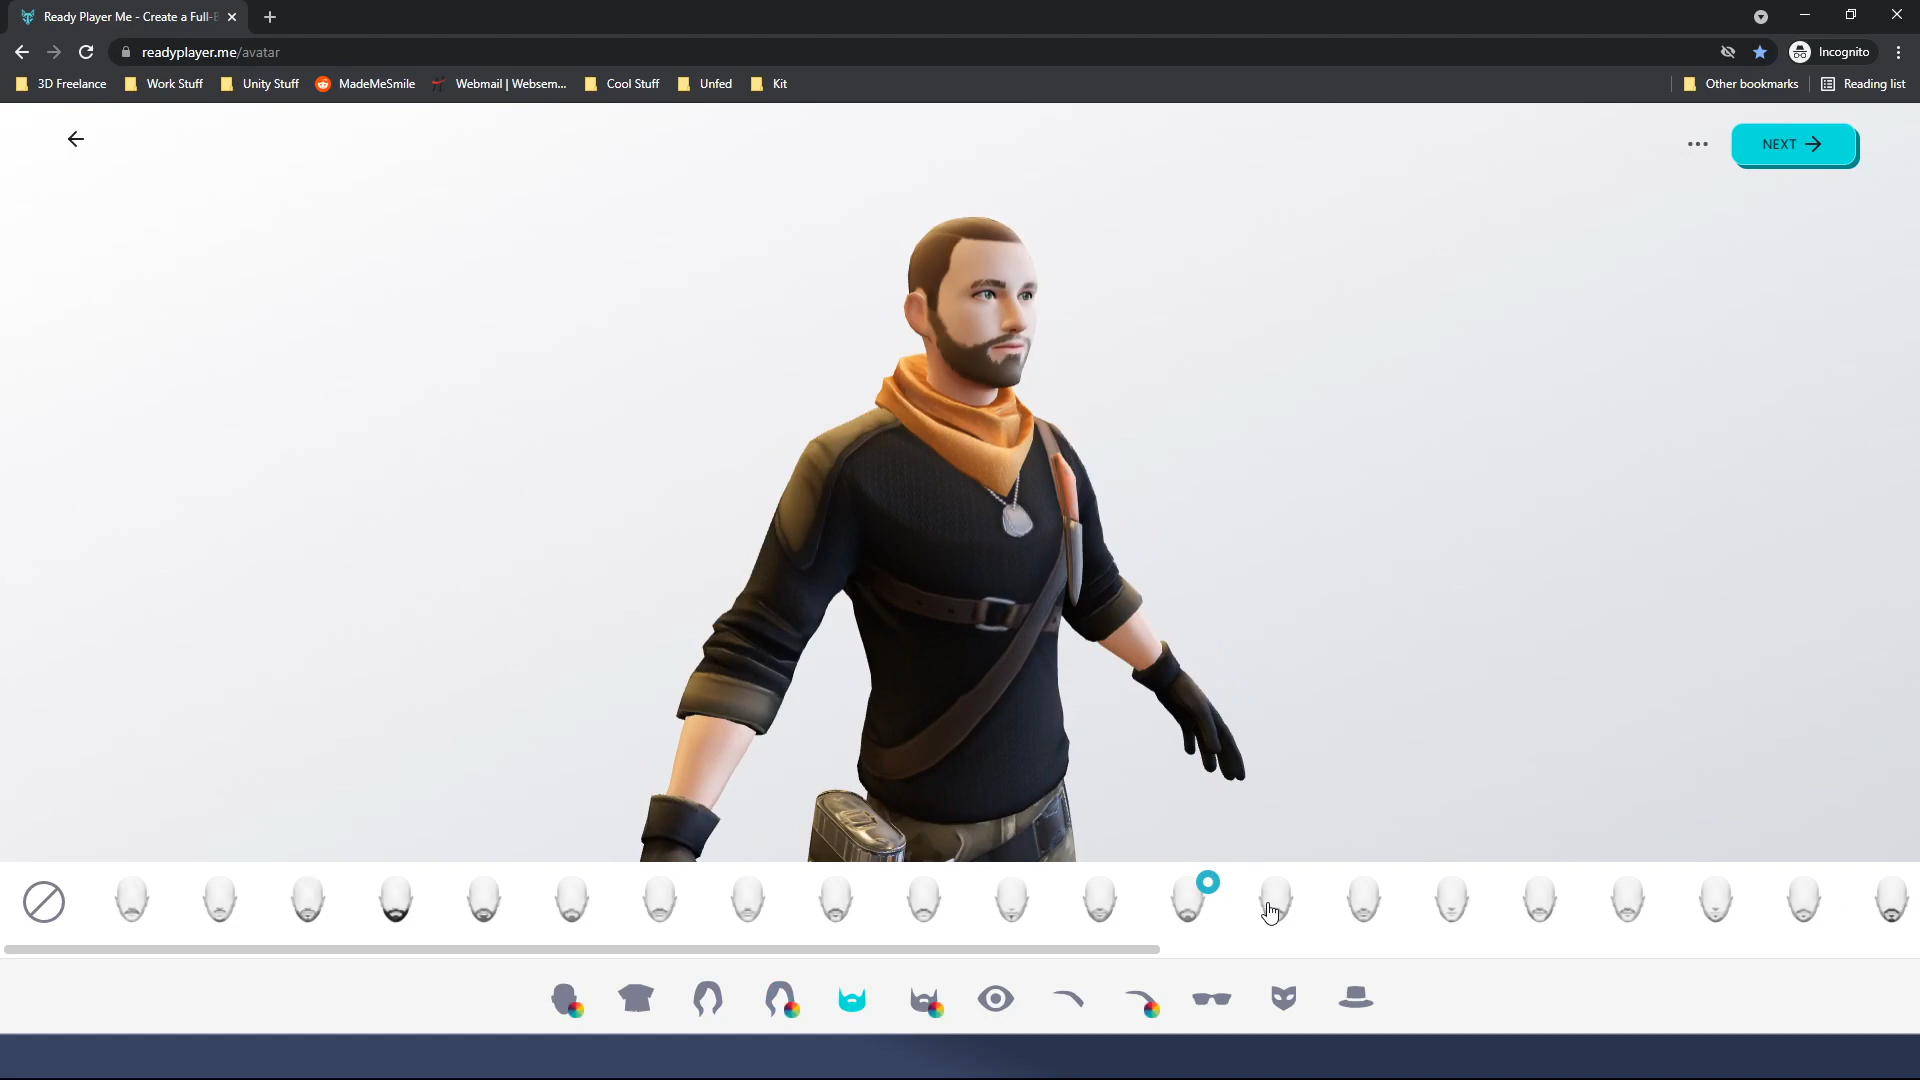 Ready Player Me - Create a Full-B
readyplayer.me/avatar
Incognito
3D Freelance
Work Stuff
Unity Stuff
MadeMeSmile
Webmail | Websem...
Cool Stuff
Unfed
Kit
Other bookmarks
Reading list
NEXT